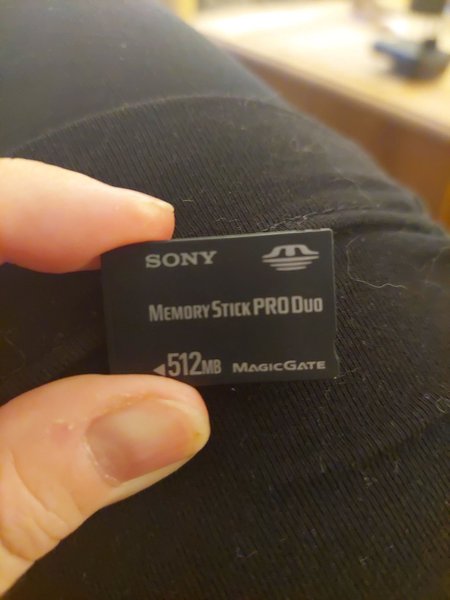 SONY
MEMORY STICK PRO DUO
◄512MB MAGICGATE